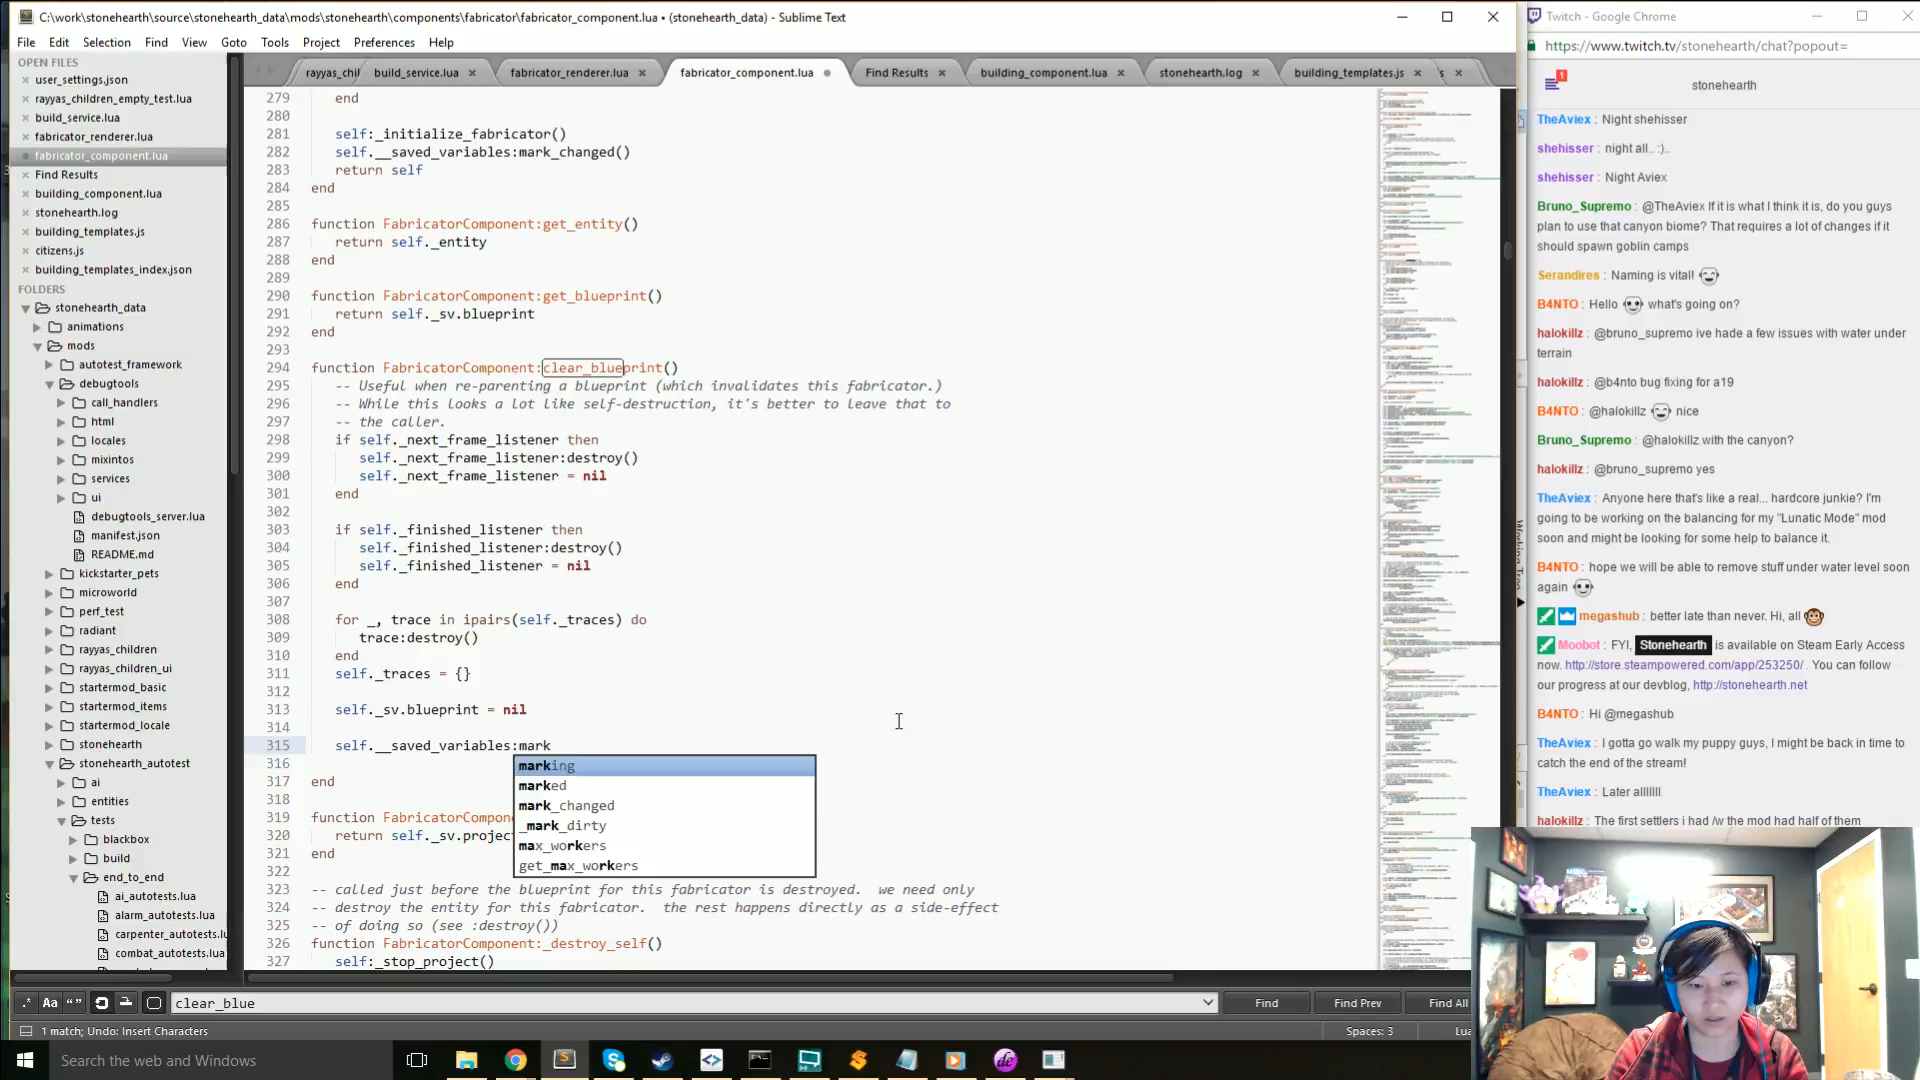 C:\work\stonehearth\source\stonehearth_data\mods\stonehearth\components\fabricator\fabricator_component.lua • (stonehearth_data) - Sublime Text
File Edit Selection Find View Goto Tools Project Preferences Help
OPEN FILES
user_settings.json
rayyas_children_empty_test.lua
build_service.lua
fabricator_renderer.lua
fabricator_component.lua
Find Results
building_component.lua
stonehearth.log
building_templates.js
citizens.js
building_templates_index.json
FOLDERS
stonehearth_data
animations
mods
autotest_framework
debugtools
call_handlers
html
locales
mixintos
services
ui
debugtools_server.lua
manifest.json
README.md
kickstarter_pets
microworld
perf_test
radiant
rayyas_children
rayyas_children_ui
startermod_basic
startermod_items
startermod_locale
stonehearth
stonehearth_autotest
ai
entities
tests
blackbox
build
end_to_end
ai_autotests.lua
alarm_autotests.lua
carpenter_autotests.lu
combat_autotests.lua
rayyas_chil build_service.lua fabricator_renderer.lua fabricator_component.lua Find Results building_component.lua stonehearth.log building_templates.js s
279 end
280
281 self:_initialize_fabricator()
282 self.__saved_variables:mark_changed()
283 return self
284 end
285
286 function FabricatorComponent:get_entity()
287 return self._entity
288 end
289
290 function FabricatorComponent:get_blueprint()
291 return self._sv.blueprint
292 end
293
294 function FabricatorComponent:clear_blueprint()
295 -- Useful when re-parenting a blueprint (which invalidates this fabricator.)
296 -- While this looks a lot like self-destruction, it's better to leave that to
297 -- the caller.
298 if self._next_frame_listener then
299 self._next_frame_listener:destroy()
300 self._next_frame_listener = nil
301 end
302
303 if self._finished_listener then
304 self._finished_listener:destroy()
305 self._finished_listener = nil
306 end
307
308 for _, trace in ipairs(self._traces) do
309 trace:destroy()
310 end
311 self._traces = {}
312
313 self._sv.blueprint = nil
314
315 self.__saved_variables:mark
316
317 end
318
319 function FabricatorCompon
320 return self._sv.projec
321 end
322
323 -- called just before the blueprint for this fabricator is destroyed.  we need only
324 -- destroy the entity for this fabricator.  the rest happens directly as a side-effect
325 -- of doing so (see :destroy())
326 function FabricatorComponent:_destroy_self()
327 self:_stop_project()
marking
marked
mark_changed
_mark_dirty
max_workers
get_max_workers
.* Aa “ ” clear_blue Find Find Prev Find All
1 match; Undo: Insert Characters Spaces: 3 Lua
Search the web and Windows
Twitch - Google Chrome
https://www.twitch.tv/stonehearth/chat?popout=
1
stonehearth
TheAviex : Night shehisser
shehisser : night all.. :)..
shehisser : Night Aviex
Bruno_Supremo : @TheAviex If it is what I think it is, do you guys
plan to use that canyon biome? That requires a lot of changes if it
should spawn goblin camps
Serandires : Naming is vital!
B4NTO : Hello what's going on?
halokillz : @bruno_supremo ive hade a few issues with water under
terrain
halokillz : @b4nto bug fixing for a19
B4NTO : @halokillz nice
Bruno_Supremo : @halokillz with the canyon?
halokillz : @bruno_supremo yes
TheAviex : Anyone here that's like a real... hardcore junkie? I'm
going to be working on the balancing for my "Lunatic Mode" mod
soon and might be looking for some help to balance it.
B4NTO : hope we will be able to remove stuff under water level soon
again
megashub : better late than never. Hi, all
Moobot : FYI, Stonehearth is available on Steam Early Access
now. http://store.steampowered.com/app/253250/ . You can follow
our progress at our devblog, http://stonehearth.net
B4NTO : Hi @megashub
TheAviex : I gotta go walk my puppy guys, I might be back in time to
catch the end of the stream!
TheAviex : Later alllllll
halokillz : The first settlers i had /w the mod had half of them